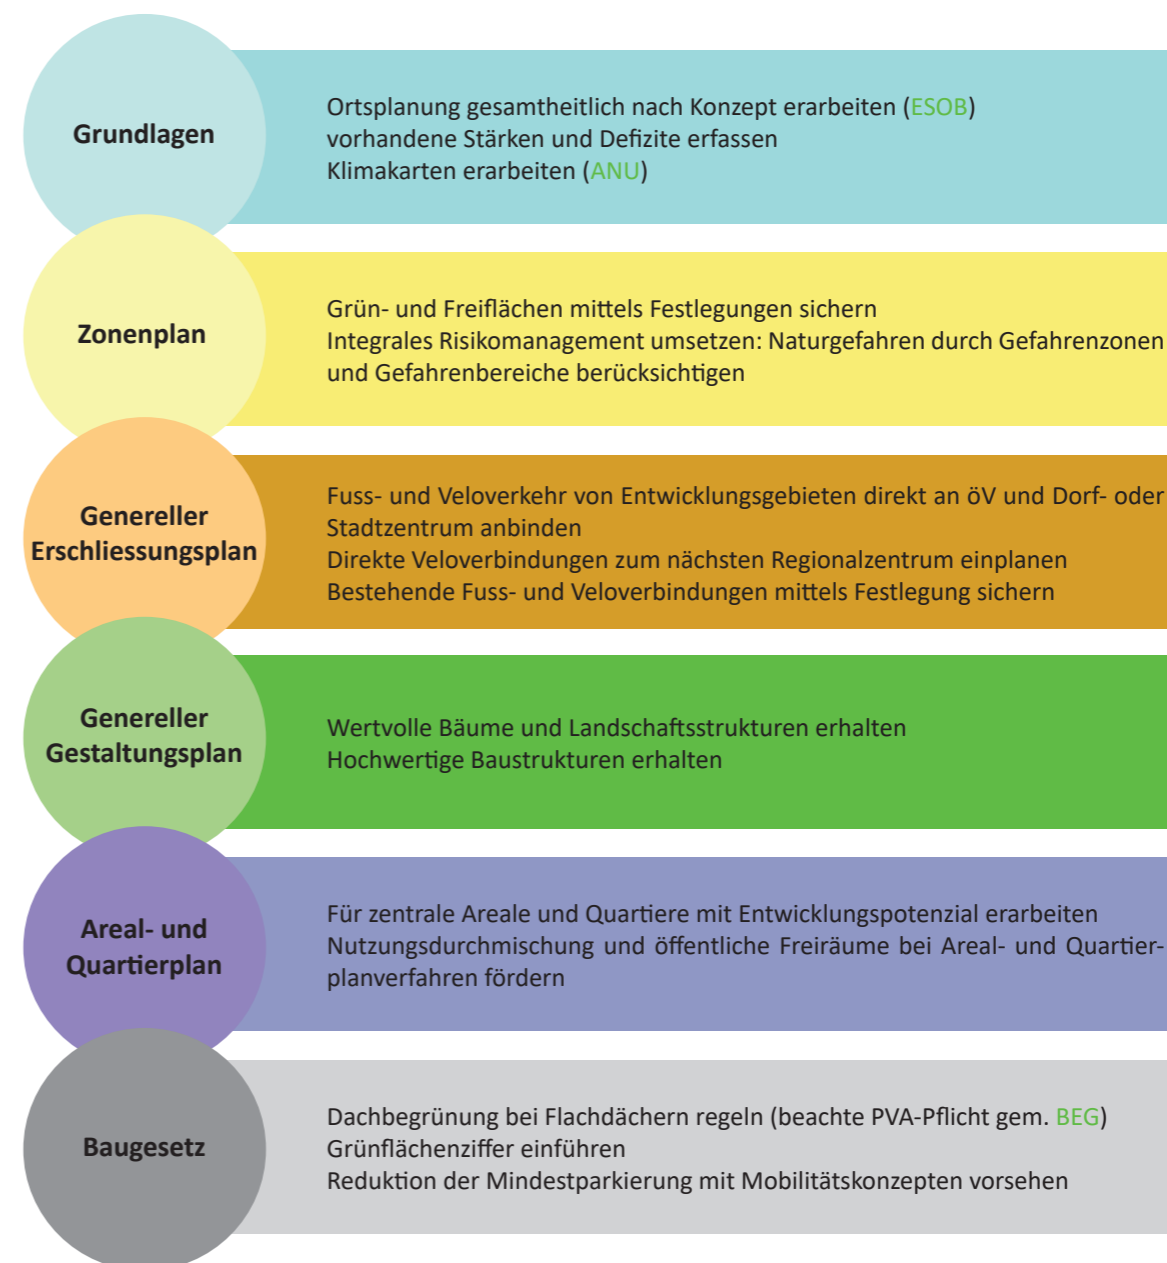 Grundlagen
Ortsplanung gesamtheitlich nach Konzept erarbeiten (ESOB)
vorhandene Stärken und Defizite erfassen
Klimakarten erarbeiten (ANU)
Zonenplan
Grün- und Freiflächen mittels Festlegungen sichern
Integrales Risikomanagement umsetzen: Naturgefahren durch Gefahrenzonen
und Gefahrenbereiche berücksichtigen
Genereller
Erschliessungsplan
Fuss- und Veloverkehr von Entwicklungsgebieten direkt an öV und Dorf- oder
Stadtzentrum anbinden
Direkte Veloverbindungen zum nächsten Regionalzentrum einplanen
Bestehende Fuss- und Veloverbindungen mittels Festlegung sichern
Genereller
Gestaltungsplan
Wertvolle Bäume und Landschaftsstrukturen erhalten
Hochwertige Baustrukturen erhalten
Areal- und
Quartierplan
Für zentrale Areale und Quartiere mit Entwicklungspotenzial erarbeiten
Nutzungsdurchmischung und öffentliche Freiräume bei Areal- und Quartier-
planverfahren fördern
Baugesetz
Dachbegrünung bei Flachdächern regeln (beachte PVA-Pflicht gem. BEG)
Grünflächenziffer einführen
Reduktion der Mindestparkierung mit Mobilitätskonzepten vorsehen